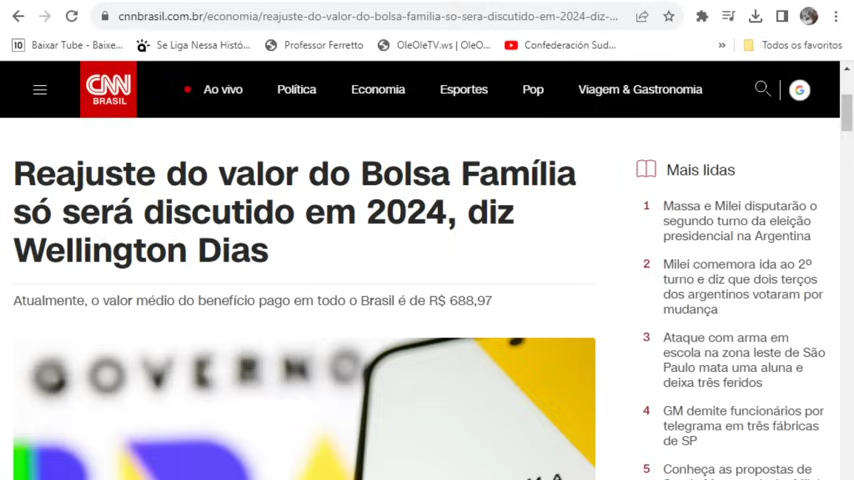 cnnbrasil.com.br/economia/reajuste-do-valor-do-bolsa-familia-so-sera-discutido-em-2024-diz-...
10 Baixar Tube - Baixe... Se Liga Nessa Histó... Professor Ferretto OleOleTV.ws | OleO... Confederación Sud... » Todos os favoritos
CNN BRASIL Ao vivo Política Economia Esportes Pop Viagem & Gastronomia
Reajuste do valor do Bolsa Família
só será discutido em 2024, diz
Wellington Dias
Atualmente, o valor médio do benefício pago em todo o Brasil é de R$ 688,97
GOVERNO
Mais lidas
1 Massa e Milei disputarão o
segundo turno da eleição
presidencial na Argentina
2 Milei comemora ida ao 2º
turno e diz que dois terços
dos argentinos votaram por
mudança
3 Ataque com arma em
escola na zona leste de São
Paulo mata uma aluna e
deixa três feridos
4 GM demite funcionários por
telegrama em três fábricas
de SP
5 Conheça as propostas de